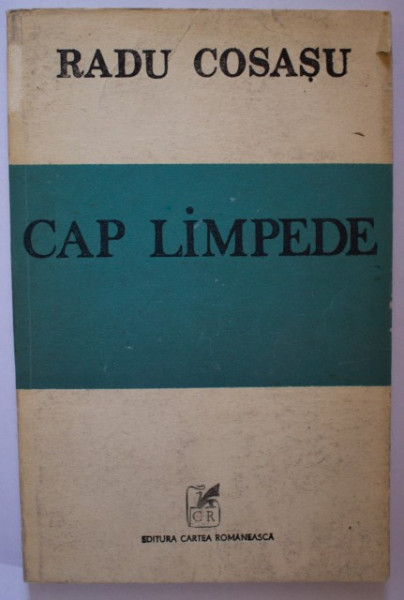 RADU COSAȘU
CAP LİMPEDE
CR
EDITURA CARTEA ROMÂNEASCĂ